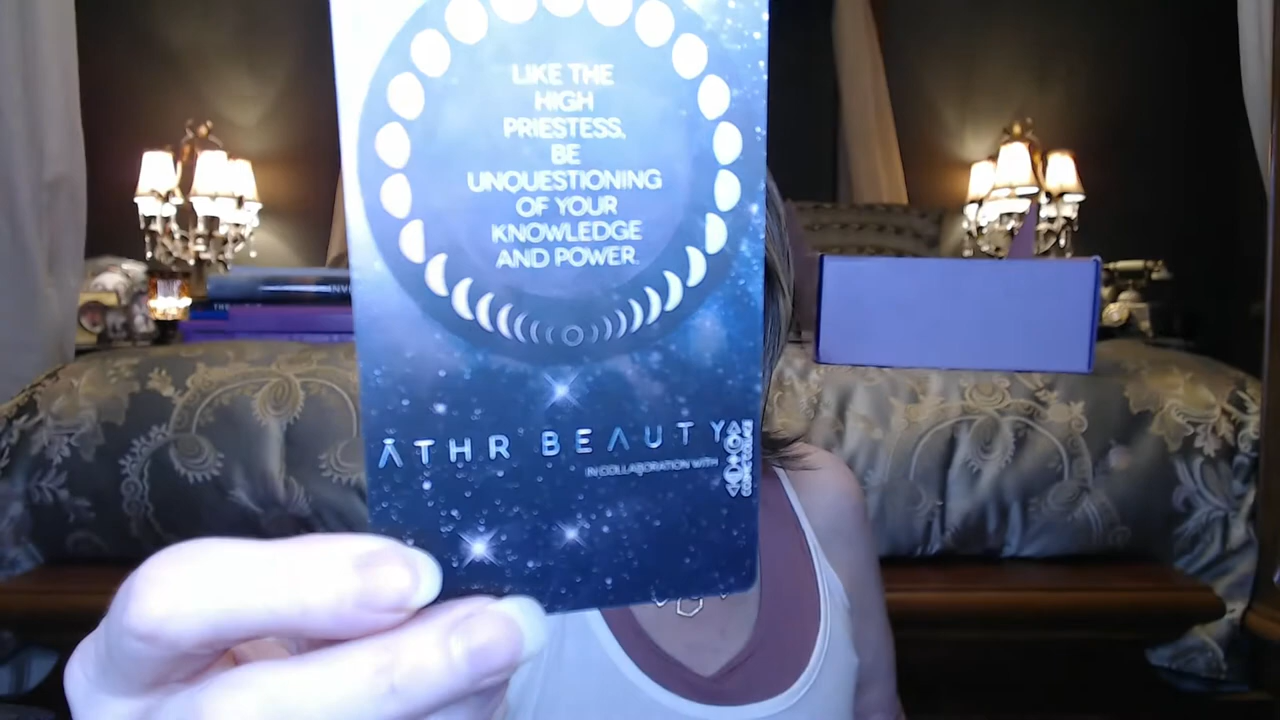 LIKE THE
HIGH
PRIESTESS,
BE
UNQUESTIONING
OF YOUR
KNOWLEDGE
AND POWER.
ĀTHR BEAUTY
IN COLLABORATION WITH